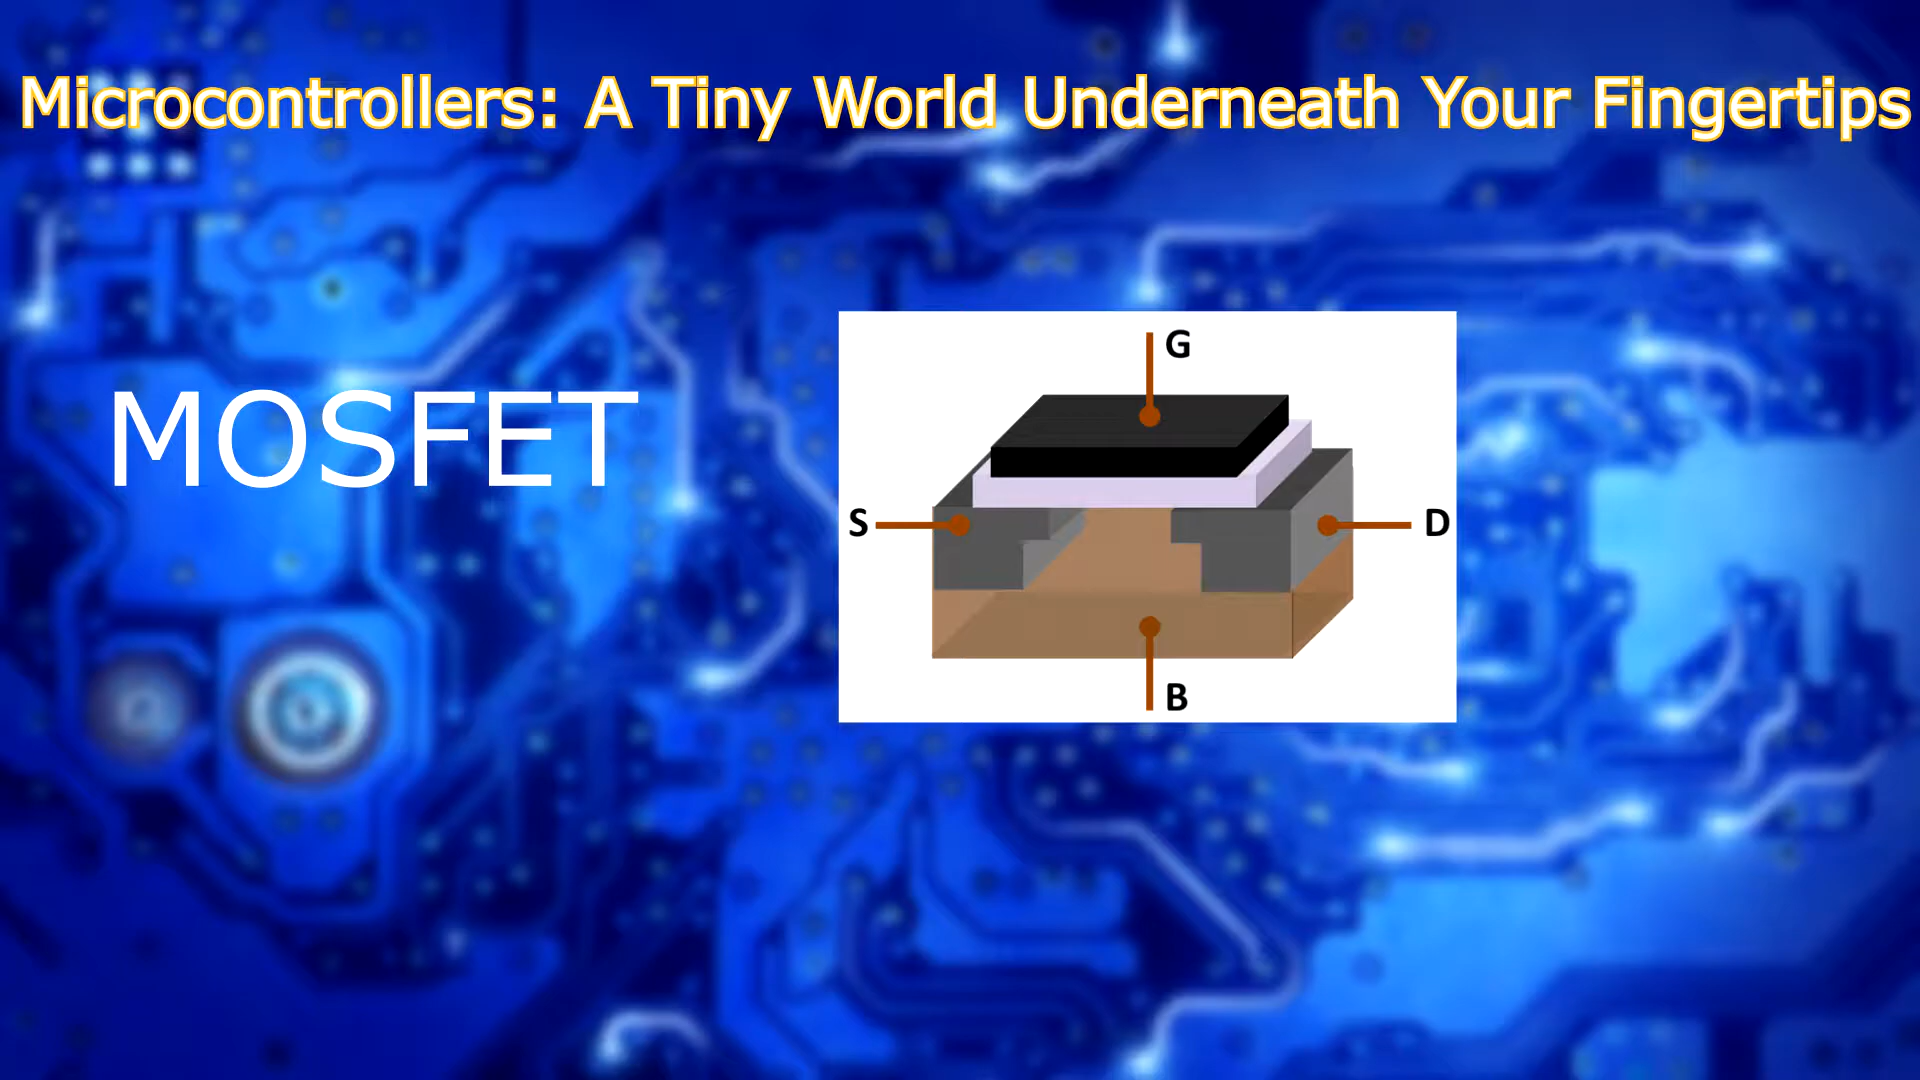 Microcontrollers: A Tiny World Underneath Your Fingertips
MOSFET
G
S
D
B